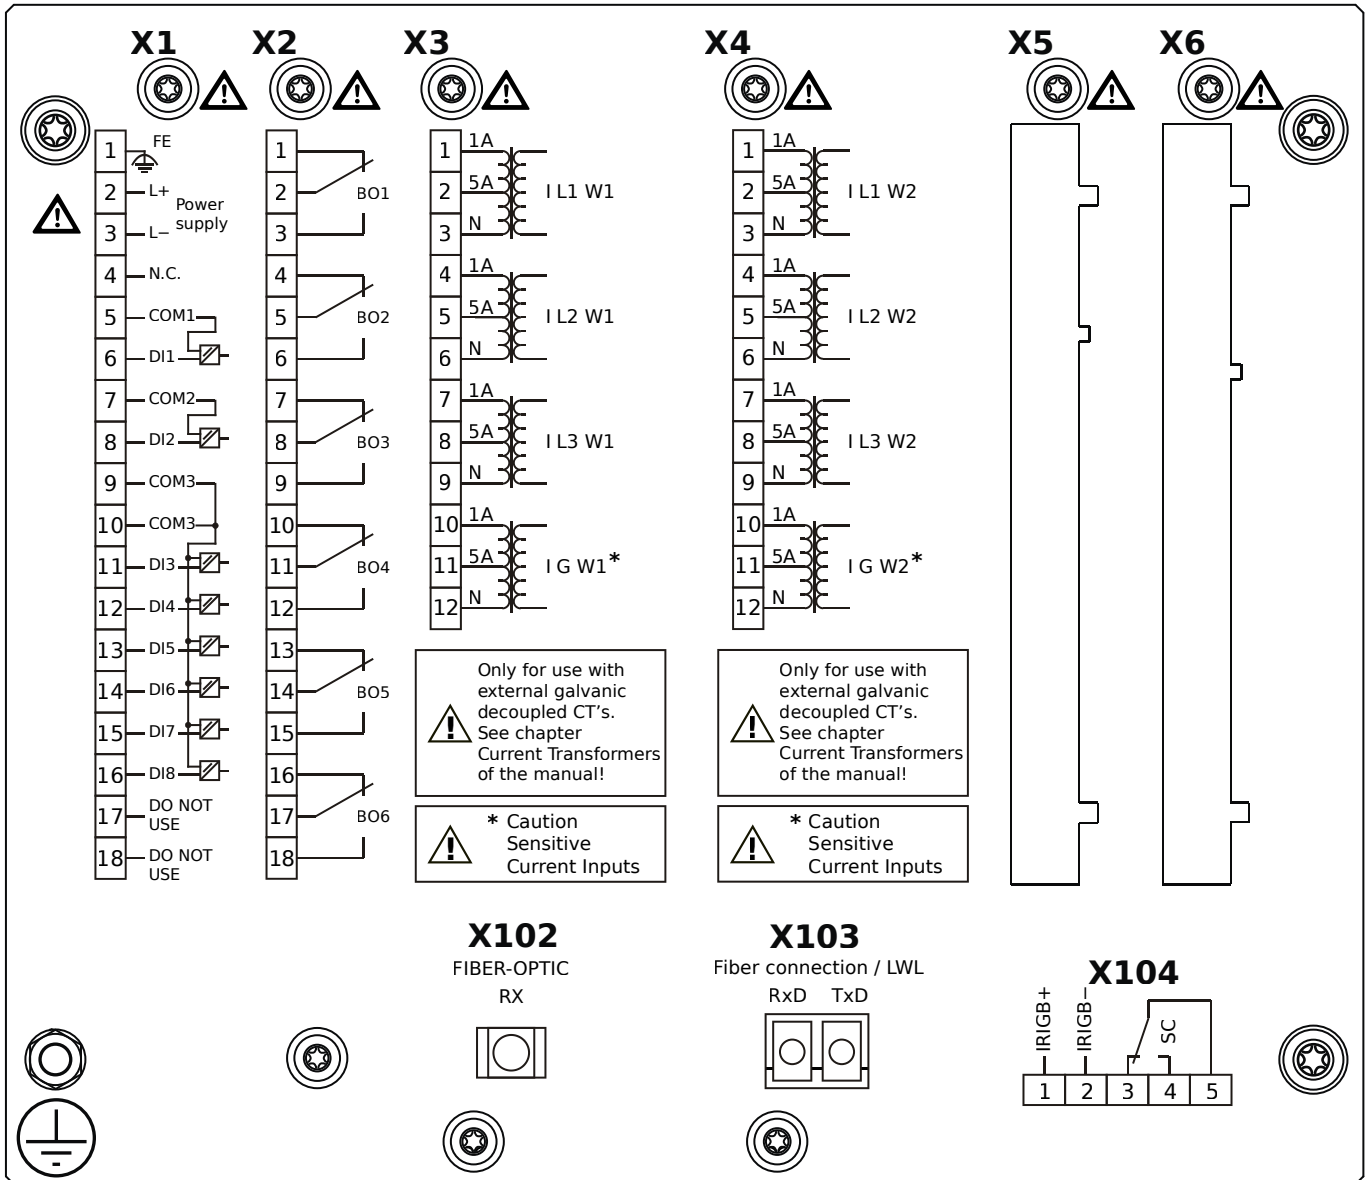 X1 X2 X3 X4 X5 X6
1 FE
2 L+
Power
supply
3 L−
4 N.C.
5 COM1
6 DI1
7 COM2
8 DI2
9 COM3
10 COM3
11 DI3
12 DI4
13 DI5
14 DI6
15 DI7
16 DI8
17 DO NOT
USE
18 DO NOT
USE
1
2 BO1
3
4
5 BO2
6
7
8 BO3
9
10
11 BO4
12
13
14 BO5
15
16
17 BO6
18
1 1A
2 5A I L1 W1
3 N
4 1A
5 5A I L2 W1
6 N
7 1A
8 5A I L3 W1
9 N
10 1A
11 5A I G W1*
12 N
Only for use with
external galvanic
decoupled CT's.
See chapter
Current Transformers
of the manual!
* Caution
Sensitive
Current Inputs
1 1A
2 5A I L1 W2
3 N
4 1A
5 5A I L2 W2
6 N
7 1A
8 5A I L3 W2
9 N
10 1A
11 5A I G W2*
12 N
Only for use with
external galvanic
decoupled CT's.
See chapter
Current Transformers
of the manual!
* Caution
Sensitive
Current Inputs
X102
FIBER-OPTIC
RX
X103
Fiber connection / LWL
RxD TxD
X104
IRIGB+
IRIGB−
SC
1 2 3 4 5